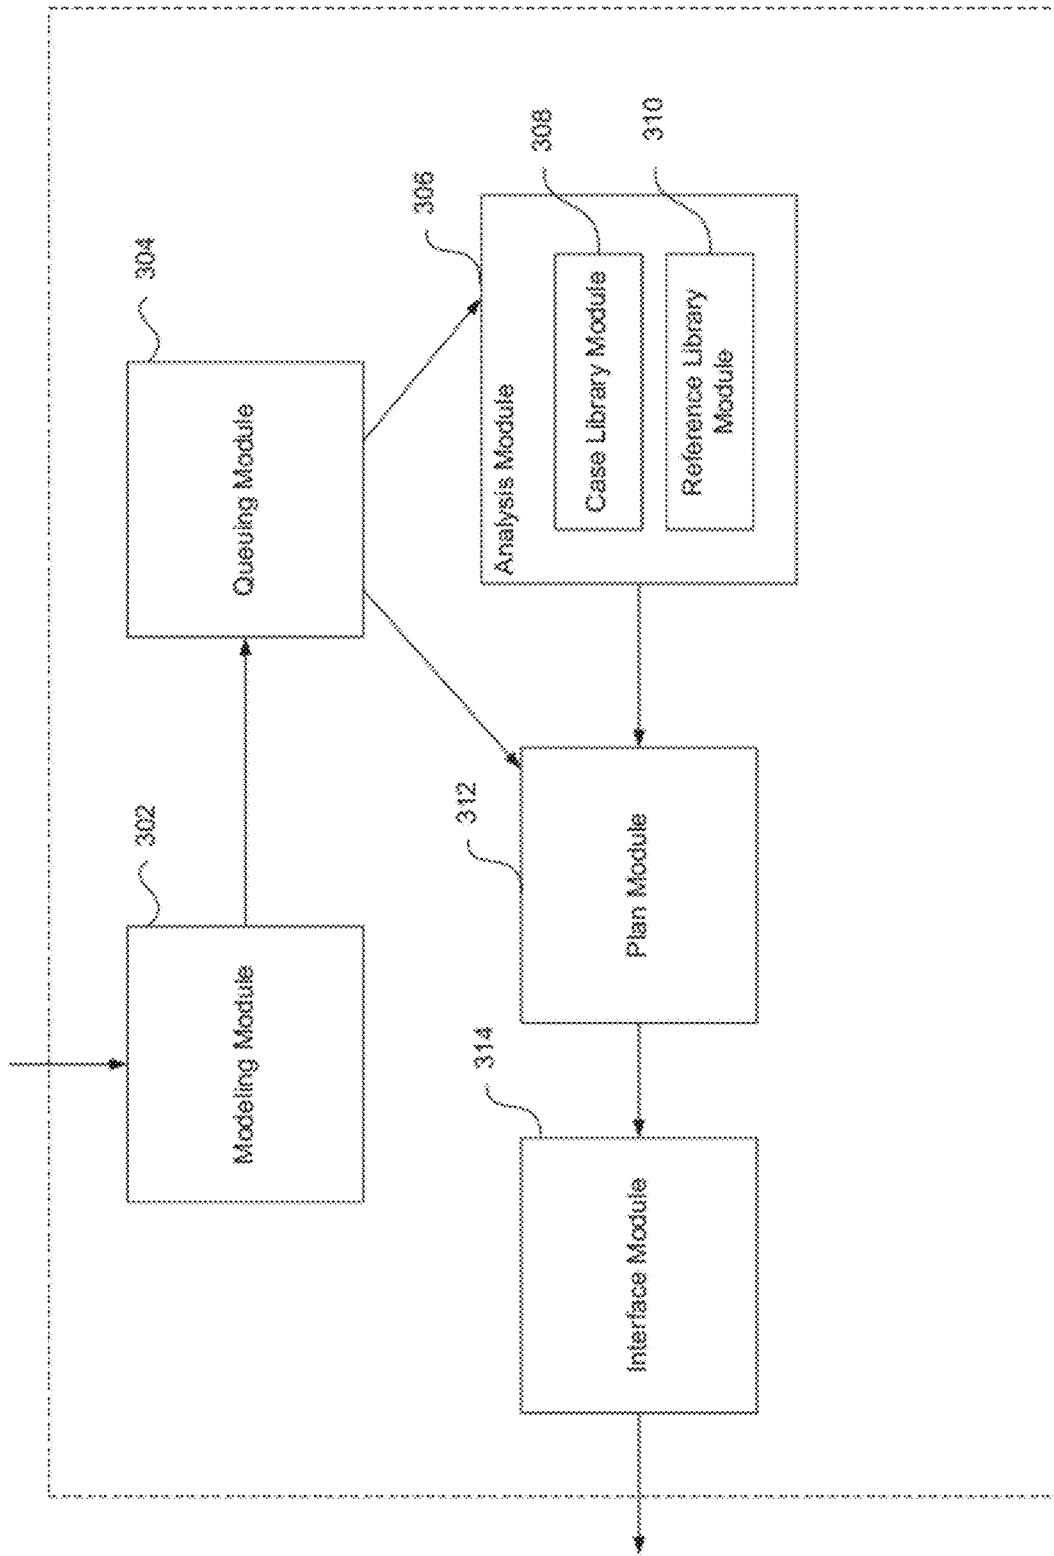 302
Modeling Module
304
Queuing Module
306
Analysis Module
308
Case Library Module
310
Reference Library
Module
312
Plan Module
314
Interface Module